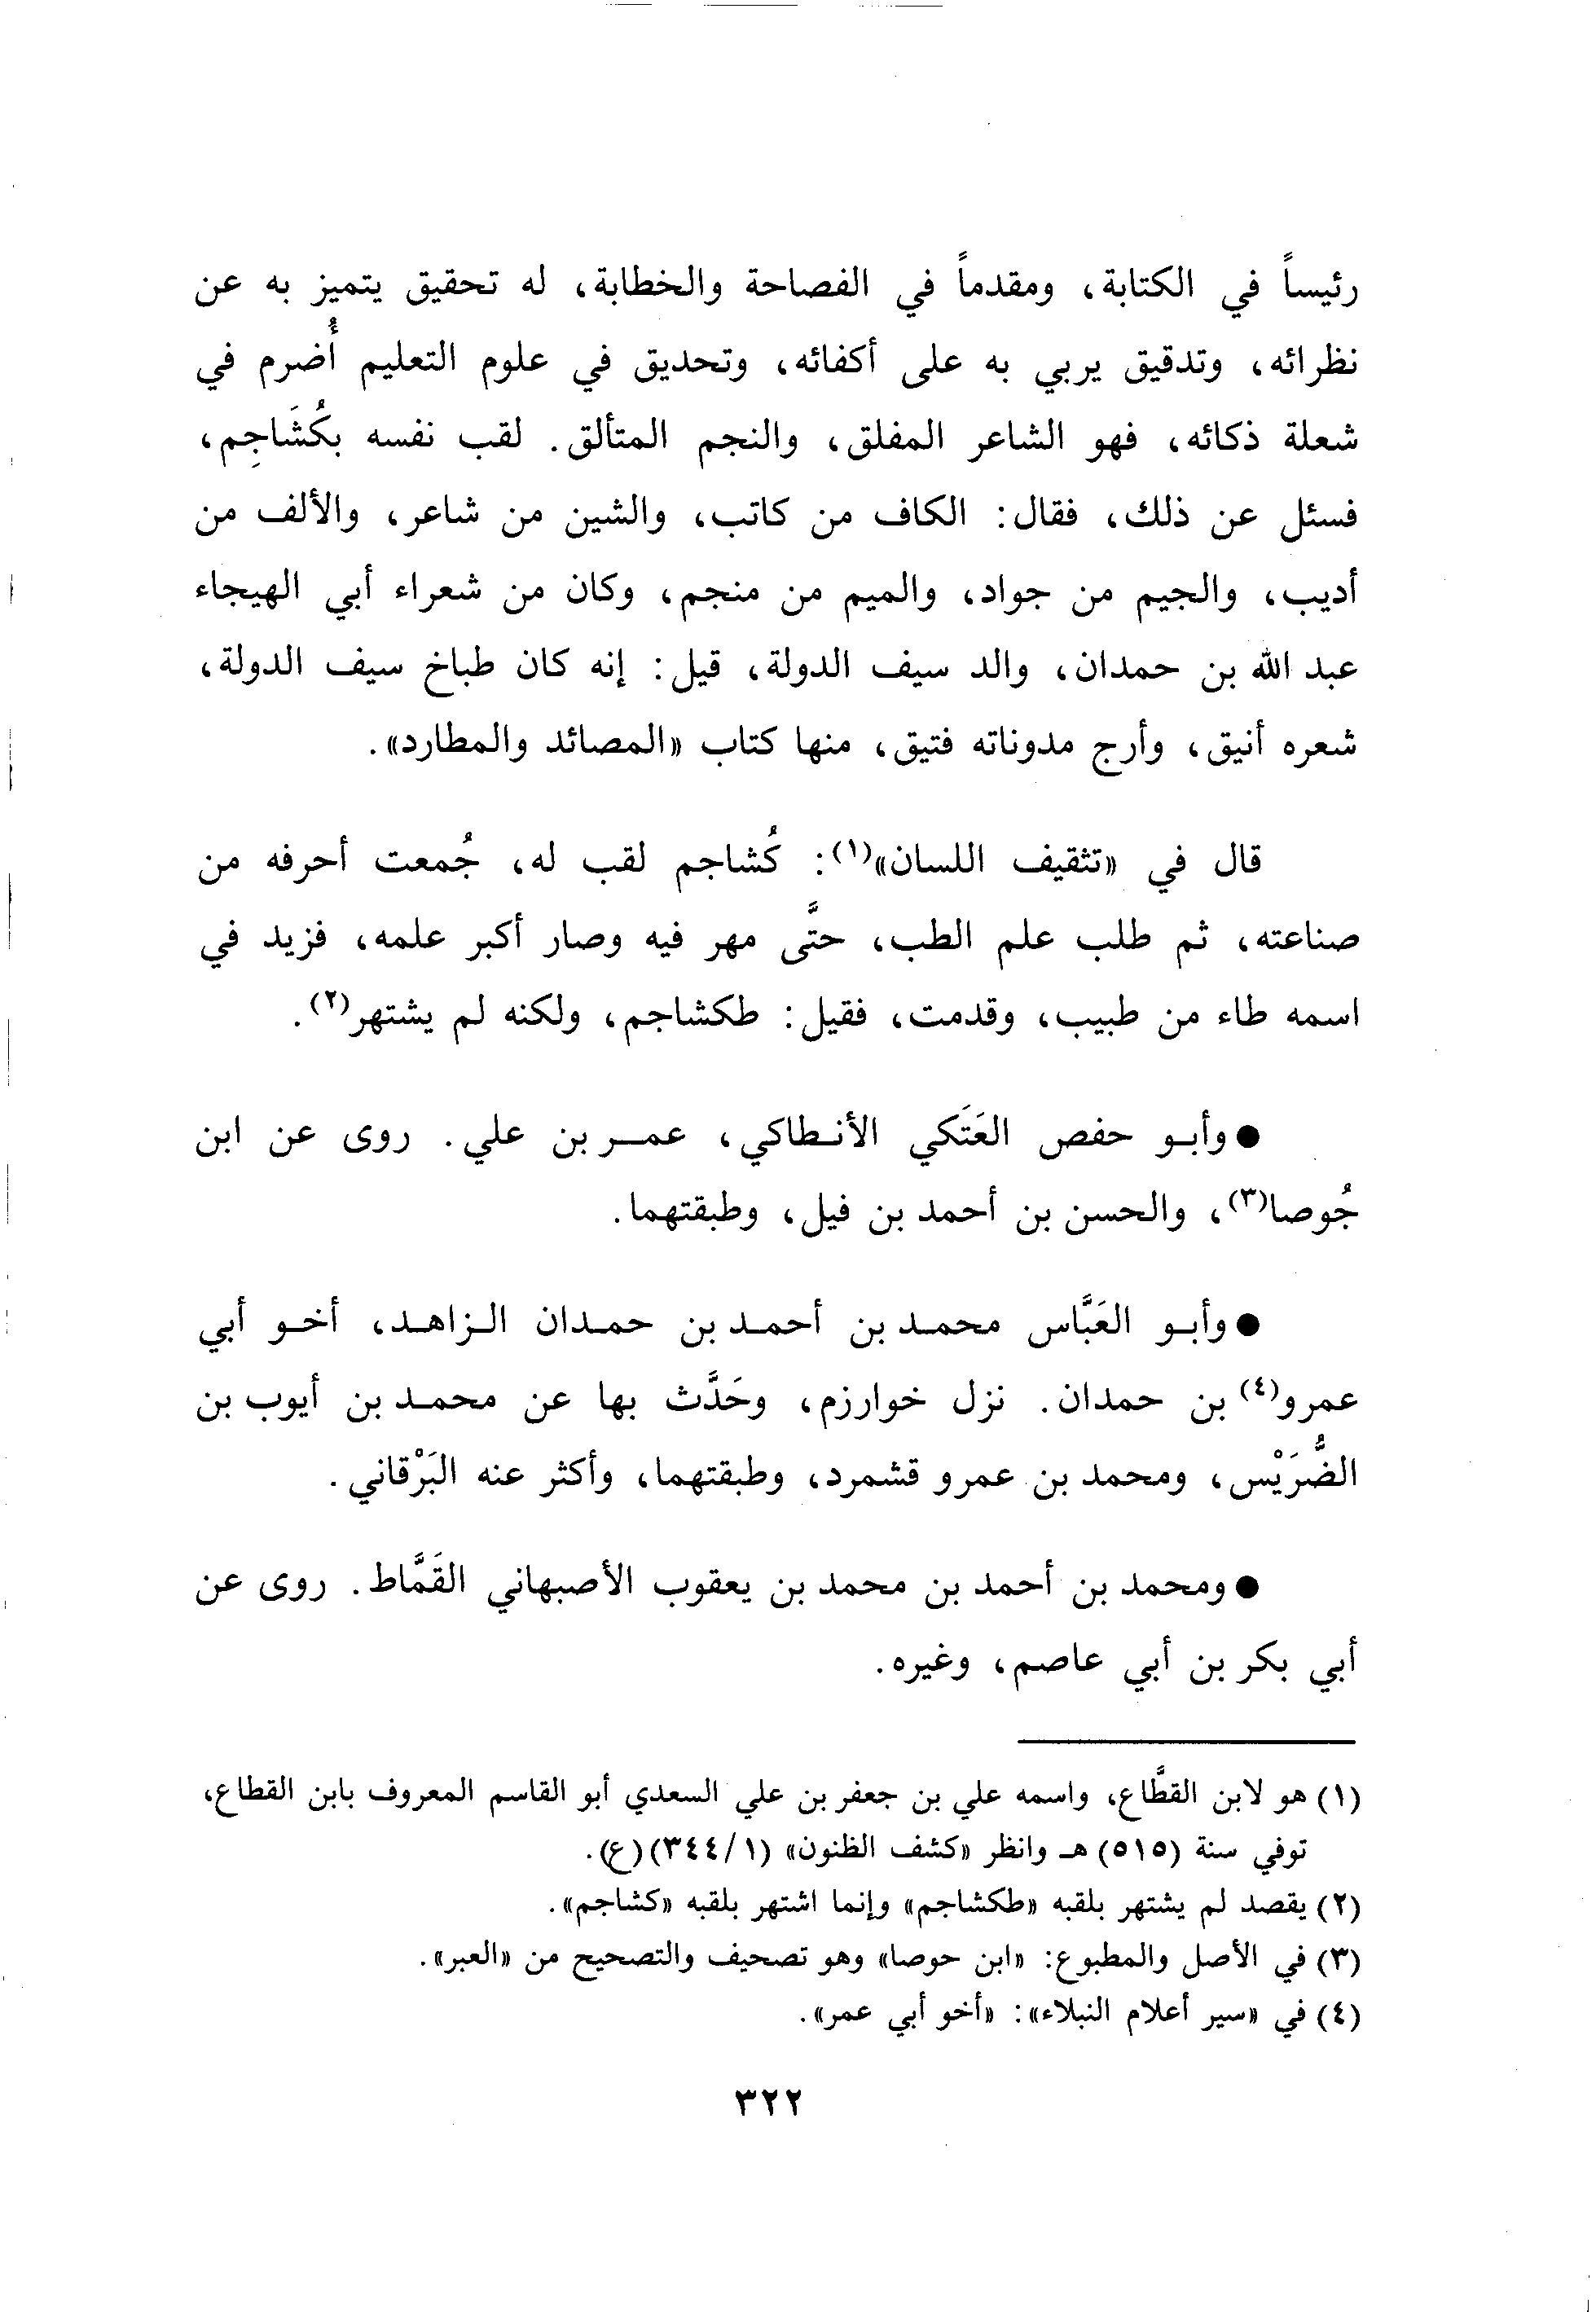 رئيساً في الكتابة، ومقدماً في الفصاحة والخطابة، له تحقيق يتميز به عن
نظرائه، وتدقيق يربي به على أكفائه، وتحديق في علوم التعليم أُضرم في
شعلة ذكائه، فهو الشاعر المفلق، والنجم المتألق. لقب نفسه بكُشَاجِم،
فسئل عن ذلك، فقال: الكاف من كاتب، والشين من شاعر، والألف من
أديب، والجيم من جواد، والميم من منجم، وكان من شعراء أبي الهيجاء
عبد الله بن حمدان، والد سيف الدولة، قيل: إنه كان طباخ سيف الدولة،
شعره أنيق، وأرج مدوناته فتيق، منها كتاب «المصائد والمطارد».
قال في «تثقيف اللسان»(١): كُشاجم لقب له، جُمعت أحرفه من
صناعته، ثم طلب علم الطب، حتَّى مهر فيه وصار أكبر علمه، فزيد في
اسمه طاء من طبيب، وقدمت، فقيل: طكشاجم، ولكنه لم يشتهر(٢).
● وأبو حفص العَتَكي الأنطاكي، عمر بن علي. روى عن ابن
جُوصا(٣)، والحسن بن أحمد بن فيل، وطبقتهما.
● وأبو العَبَّاس محمد بن أحمد بن حمدان الزاهد، أخو أبي
عمرو(٤) بن حمدان. نزل خوارزم، وحَدَّث بها عن محمد بن أيوب بن
الضُّرَيْس، ومحمد بن عمرو قشمرد، وطبقتهما، وأكثر عنه البَرْقاني.
● ومحمد بن أحمد بن محمد بن يعقوب الأصبهاني القَمَّاط. روى عن
أبي بكر بن أبي عاصم، وغيره.
(١) هو لابن القطَّاع، واسمه علي بن جعفر بن علي السعدي أبو القاسم المعروف بابن القطاع،
توفي سنة (٥١٥) هـ وانظر «كشف الظنون» (١/ ٣٤٤) (ع).
(٢) يقصد لم يشتهر بلقبه «طكشاجم» وإنما اشتهر بلقبه «كشاجم».
(٣) في الأصل والمطبوع: «ابن حوصا» وهو تصحيف والتصحيح من «العبر».
(٤) في «سير أعلام النبلاء»: «أخو أبي عمر».
٣٢٢